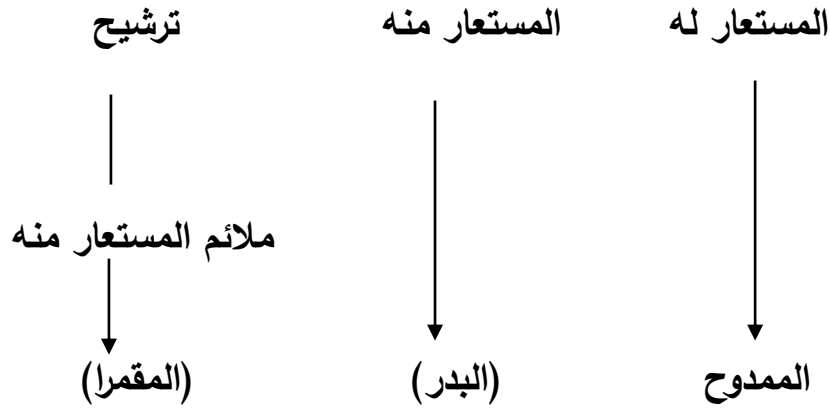 المستعار له المستعار منه ترشيح
ملائم المستعار منه
الممدوح (البدر) (المقمرا)